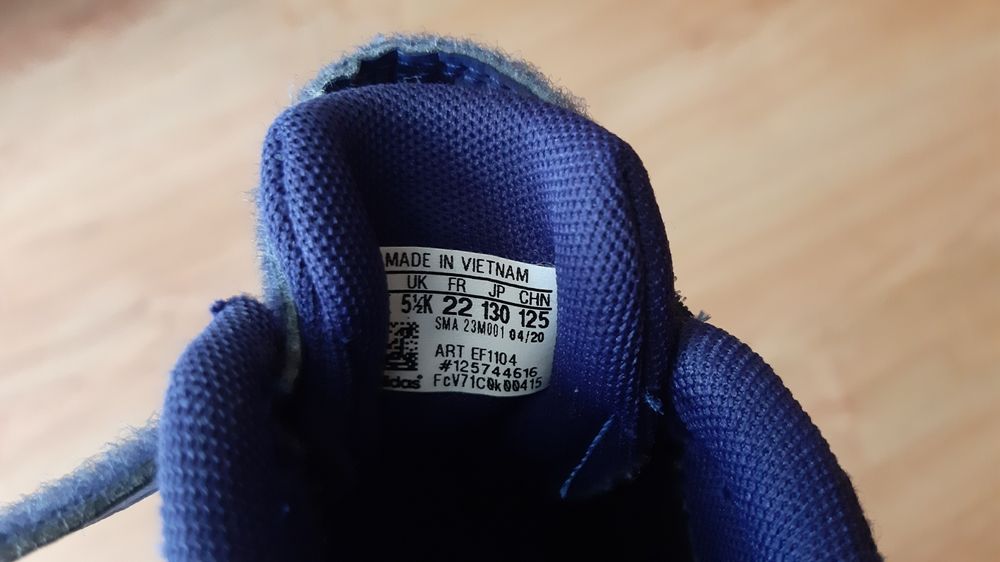 MADE IN VIETNAM
UK FR JP CHN
5½K 22 130 125
SMA 23M001 04/20
ART EF1104
#125744616
didas® FcV71C0k00415